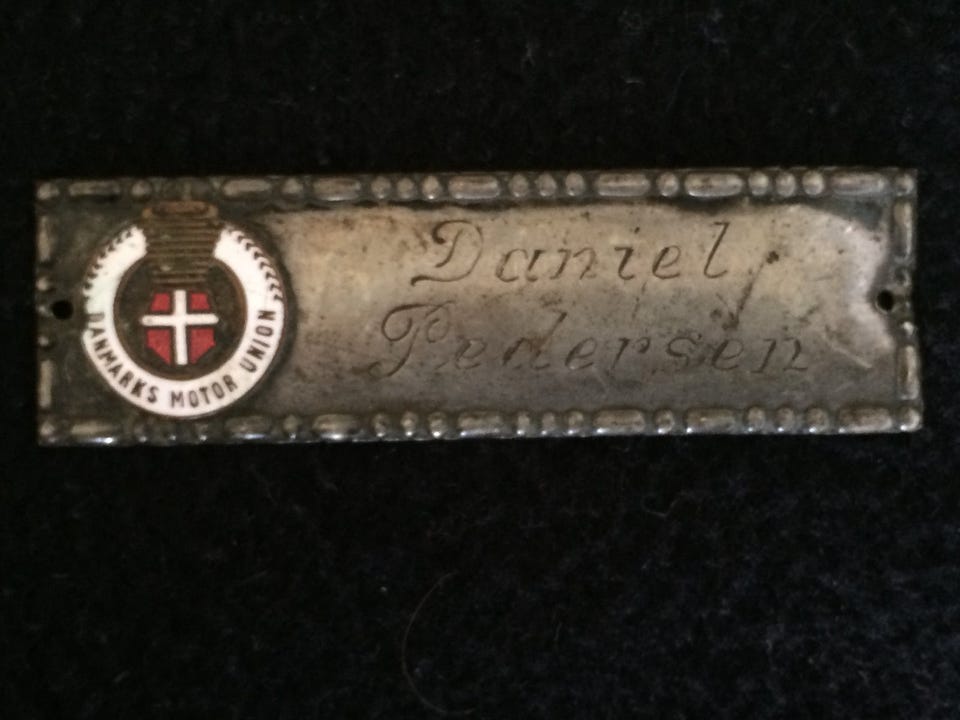 DANMARKS MOTOR UNION
Daniel
Pedersen